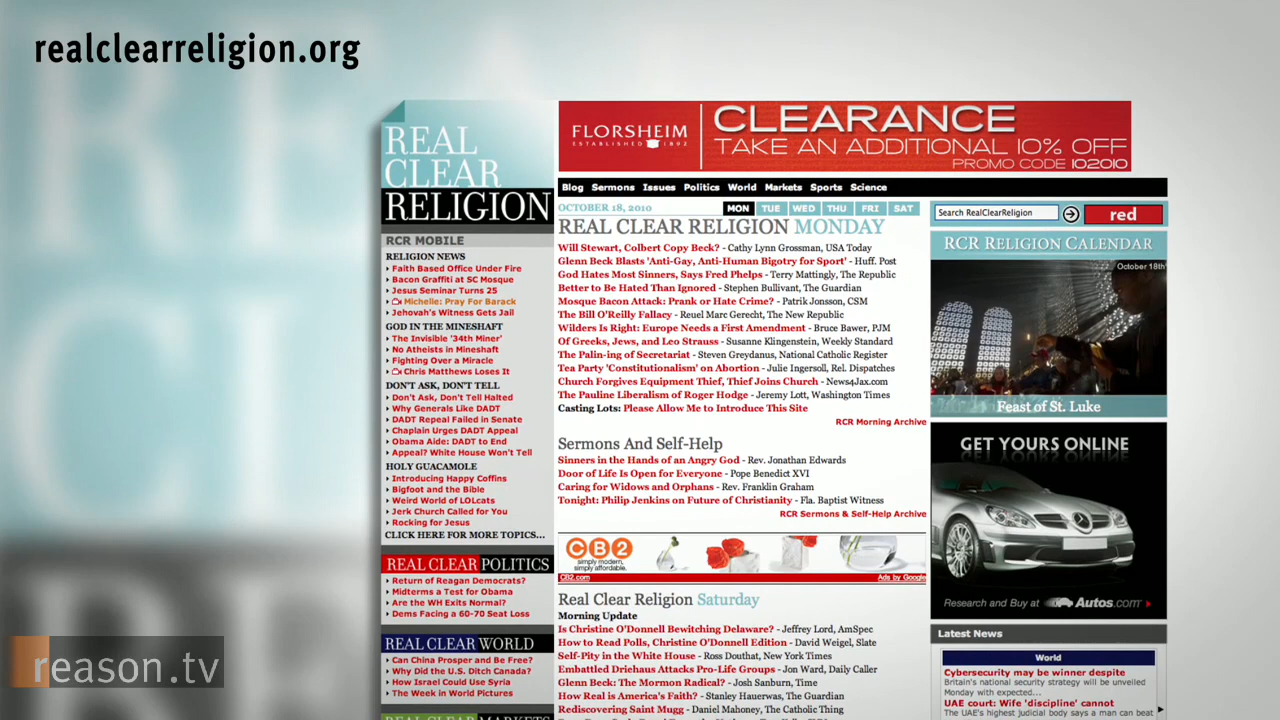 realclearreligion.org
REAL
CLEAR
RELIGION
FLORSHEIM
ESTABLISHED 1892
CLEARANCE
TAKE AN ADDITIONAL 10% OFF
PROMO CODE 102010
Blog Sermons Issues Politics World Markets Sports Science
RCR MOBILE
RELIGION NEWS
Faith Based Office Under Fire
Bacon Graffiti at SC Mosque
Jesus Seminar Turns 25
Michelle: Pray For Barack
Jehovah's Witness Gets Jail
GOD IN THE MINESHAFT
The Invisible '34th Miner'
No Atheists in Mineshaft
Fighting Over a Miracle
Chris Matthews Loses It
DON'T ASK, DON'T TELL
Don't Ask, Don't Tell Halted
Why Generals Like DADT
DADT Repeal Failed in Senate
Chaplain Urges DADT Appeal
Obama Aide: DADT to End
Appeal? White House Won't Tell
HOLY GUACAMOLE
Introducing Happy Coffins
Bigfoot and the Bible
Weird World of LOLcats
Jerk Church Called for You
Rocking for Jesus
CLICK HERE FOR MORE TOPICS...
REAL CLEAR POLITICS
Return of Reagan Democrats?
Midterms a Test for Obama
Are the WH Exits Normal?
Dems Facing a 60-70 Seat Loss
REAL CLEAR WORLD
Can China Prosper and Be Free?
Why Did the U.S. Ditch Canada?
How Israel Could Use Syria
The Week in World Pictures
REAL CLEAR MARKETS
OCTOBER 18, 2010 MON TUE WED THU FRI SAT
REAL CLEAR RELIGION MONDAY
Will Stewart, Colbert Copy Beck? - Cathy Lynn Grossman, USA Today
Glenn Beck Blasts 'Anti-Gay, Anti-Human Bigotry for Sport' - Huff. Post
God Hates Most Sinners, Says Fred Phelps - Terry Mattingly, The Republic
Better to Be Hated Than Ignored - Stephen Bullivant, The Guardian
Mosque Bacon Attack: Prank or Hate Crime? - Patrik Jonsson, CSM
The Bill O'Reilly Fallacy - Reuel Marc Gerecht, The New Republic
Wilders Is Right: Europe Needs a First Amendment - Bruce Bawer, PJM
Of Greeks, Jews, and Leo Strauss - Susanne Klingenstein, Weekly Standard
The Palin-ing of Secretariat - Steven Greydanus, National Catholic Register
Tea Party 'Constitutionalism' on Abortion - Julie Ingersoll, Rel. Dispatches
Church Forgives Equipment Thief, Thief Joins Church - News4Jax.com
The Pauline Liberalism of Roger Hodge - Jeremy Lott, Washington Times
Casting Lots: Please Allow Me to Introduce This Site
RCR Morning Archive
Sermons And Self-Help
Sinners in the Hands of an Angry God - Rev. Jonathan Edwards
Door of Life Is Open for Everyone - Pope Benedict XVI
Caring for Widows and Orphans - Rev. Franklin Graham
Tonight: Philip Jenkins on Future of Christianity - Fla. Baptist Witness
RCR Sermons & Self-Help Archive
CB2
simply modern,
simply affordable.
CB2.com Ads by Google
Real Clear Religion Saturday
Morning Update
Is Christine O'Donnell Bewitching Delaware? - Jeffrey Lord, AmSpec
How to Read Polls, Christine O'Donnell Edition - David Weigel, Slate
Self-Pity in the White House - Ross Douthat, New York Times
Embattled Driehaus Attacks Pro-Life Groups - Jon Ward, Daily Caller
Glenn Beck: The Mormon Radical? - Josh Sanburn, Time
How Real is America's Faith? - Stanley Hauerwas, The Guardian
Rediscovering Saint Mugg - Daniel Mahoney, The Catholic Thing
Search RealClearReligion red
RCR RELIGION CALENDAR
October 18th
Feast of St. Luke
GET YOURS ONLINE
Research and Buy at Autos.com
Latest News
World
Cybersecurity may be winner despite
Britain's national security strategy will be unveiled
Monday with expected...
UAE court: Wife 'discipline' cannot
The UAE's highest judicial body says a man can beat
reason.tv